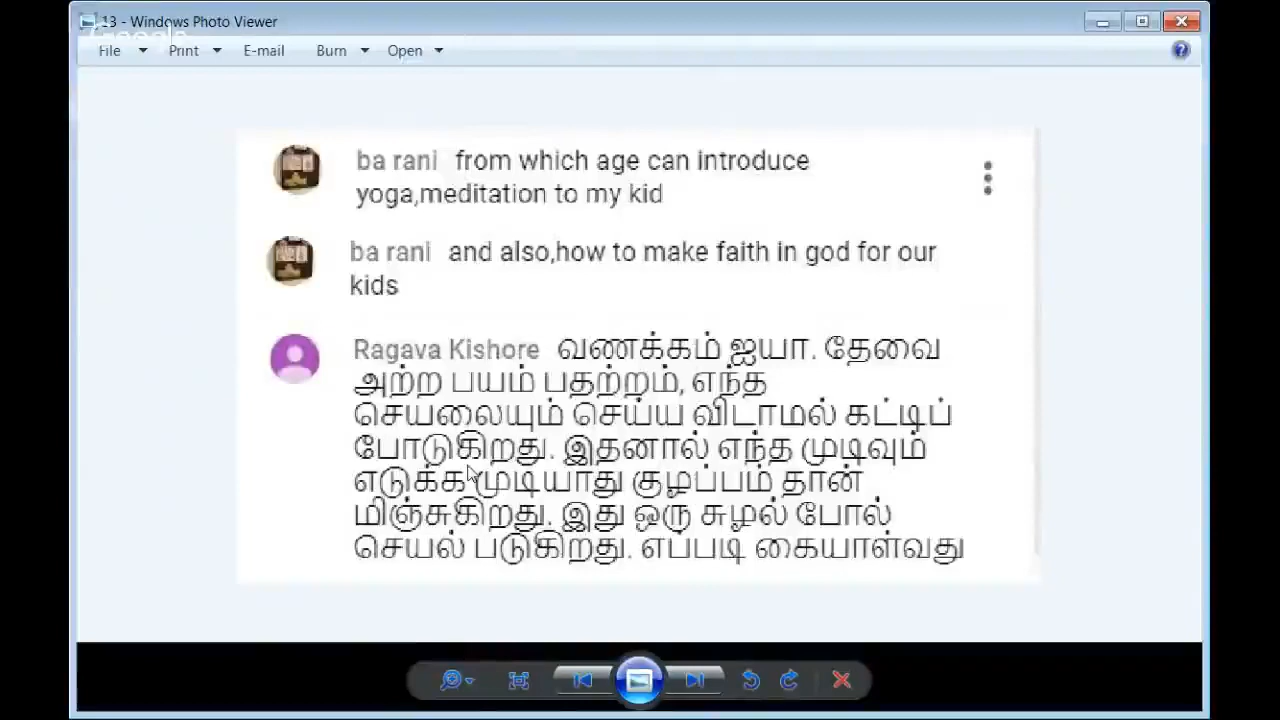 13 - Windows Photo Viewer
Google
File Print E-mail Burn Open
ba rani from which age can introduce
yoga,meditation to my kid
ba rani and also,how to make faith in god for our
kids
Ragava Kishore வணக்கம் ஐயா. தேவை
அற்ற பயம் பதற்றம், எந்த
செயலையும் செய்ய விடாமல் கட்டிப்
போடுகிறது. இதனால் எந்த முடிவும்
எடுக்க முடியாது குழப்பம் தான்
மிஞ்சுகிறது. இது ஒரு சுழல் போல்
செயல் படுகிறது. எப்படி கையாள்வது